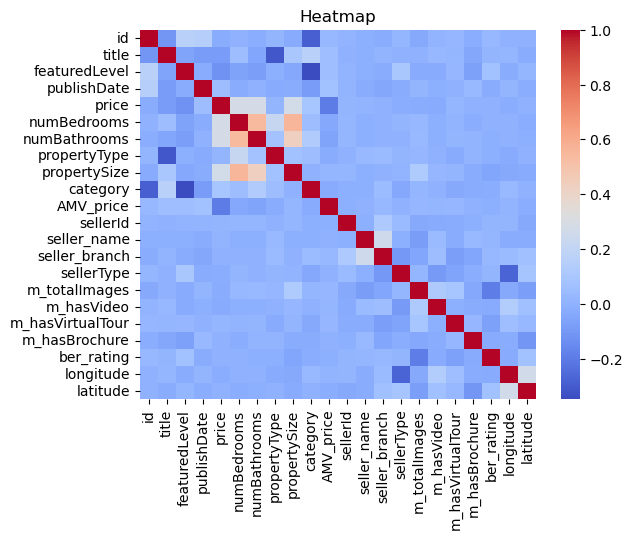 Heatmap
id
title
featuredLevel
publishDate
price
numBedrooms
numBathrooms
propertyType
propertySize
category
AMV_price
sellerId
seller_name
seller_branch
sellerType
m_totalImages
m_hasVideo
m_hasVirtualTour
m_hasBrochure
ber_rating
longitude
latitude
id
title
featuredLevel
publishDate
price
numBedrooms
numBathrooms
propertyType
propertySize
category
AMV_price
sellerId
seller_name
seller_branch
sellerType
m_totalImages
m_hasVideo
m_hasVirtualTour
m_hasBrochure
ber_rating
longitude
latitude
1.0
0.8
0.6
0.4
0.2
0.0
−0.2